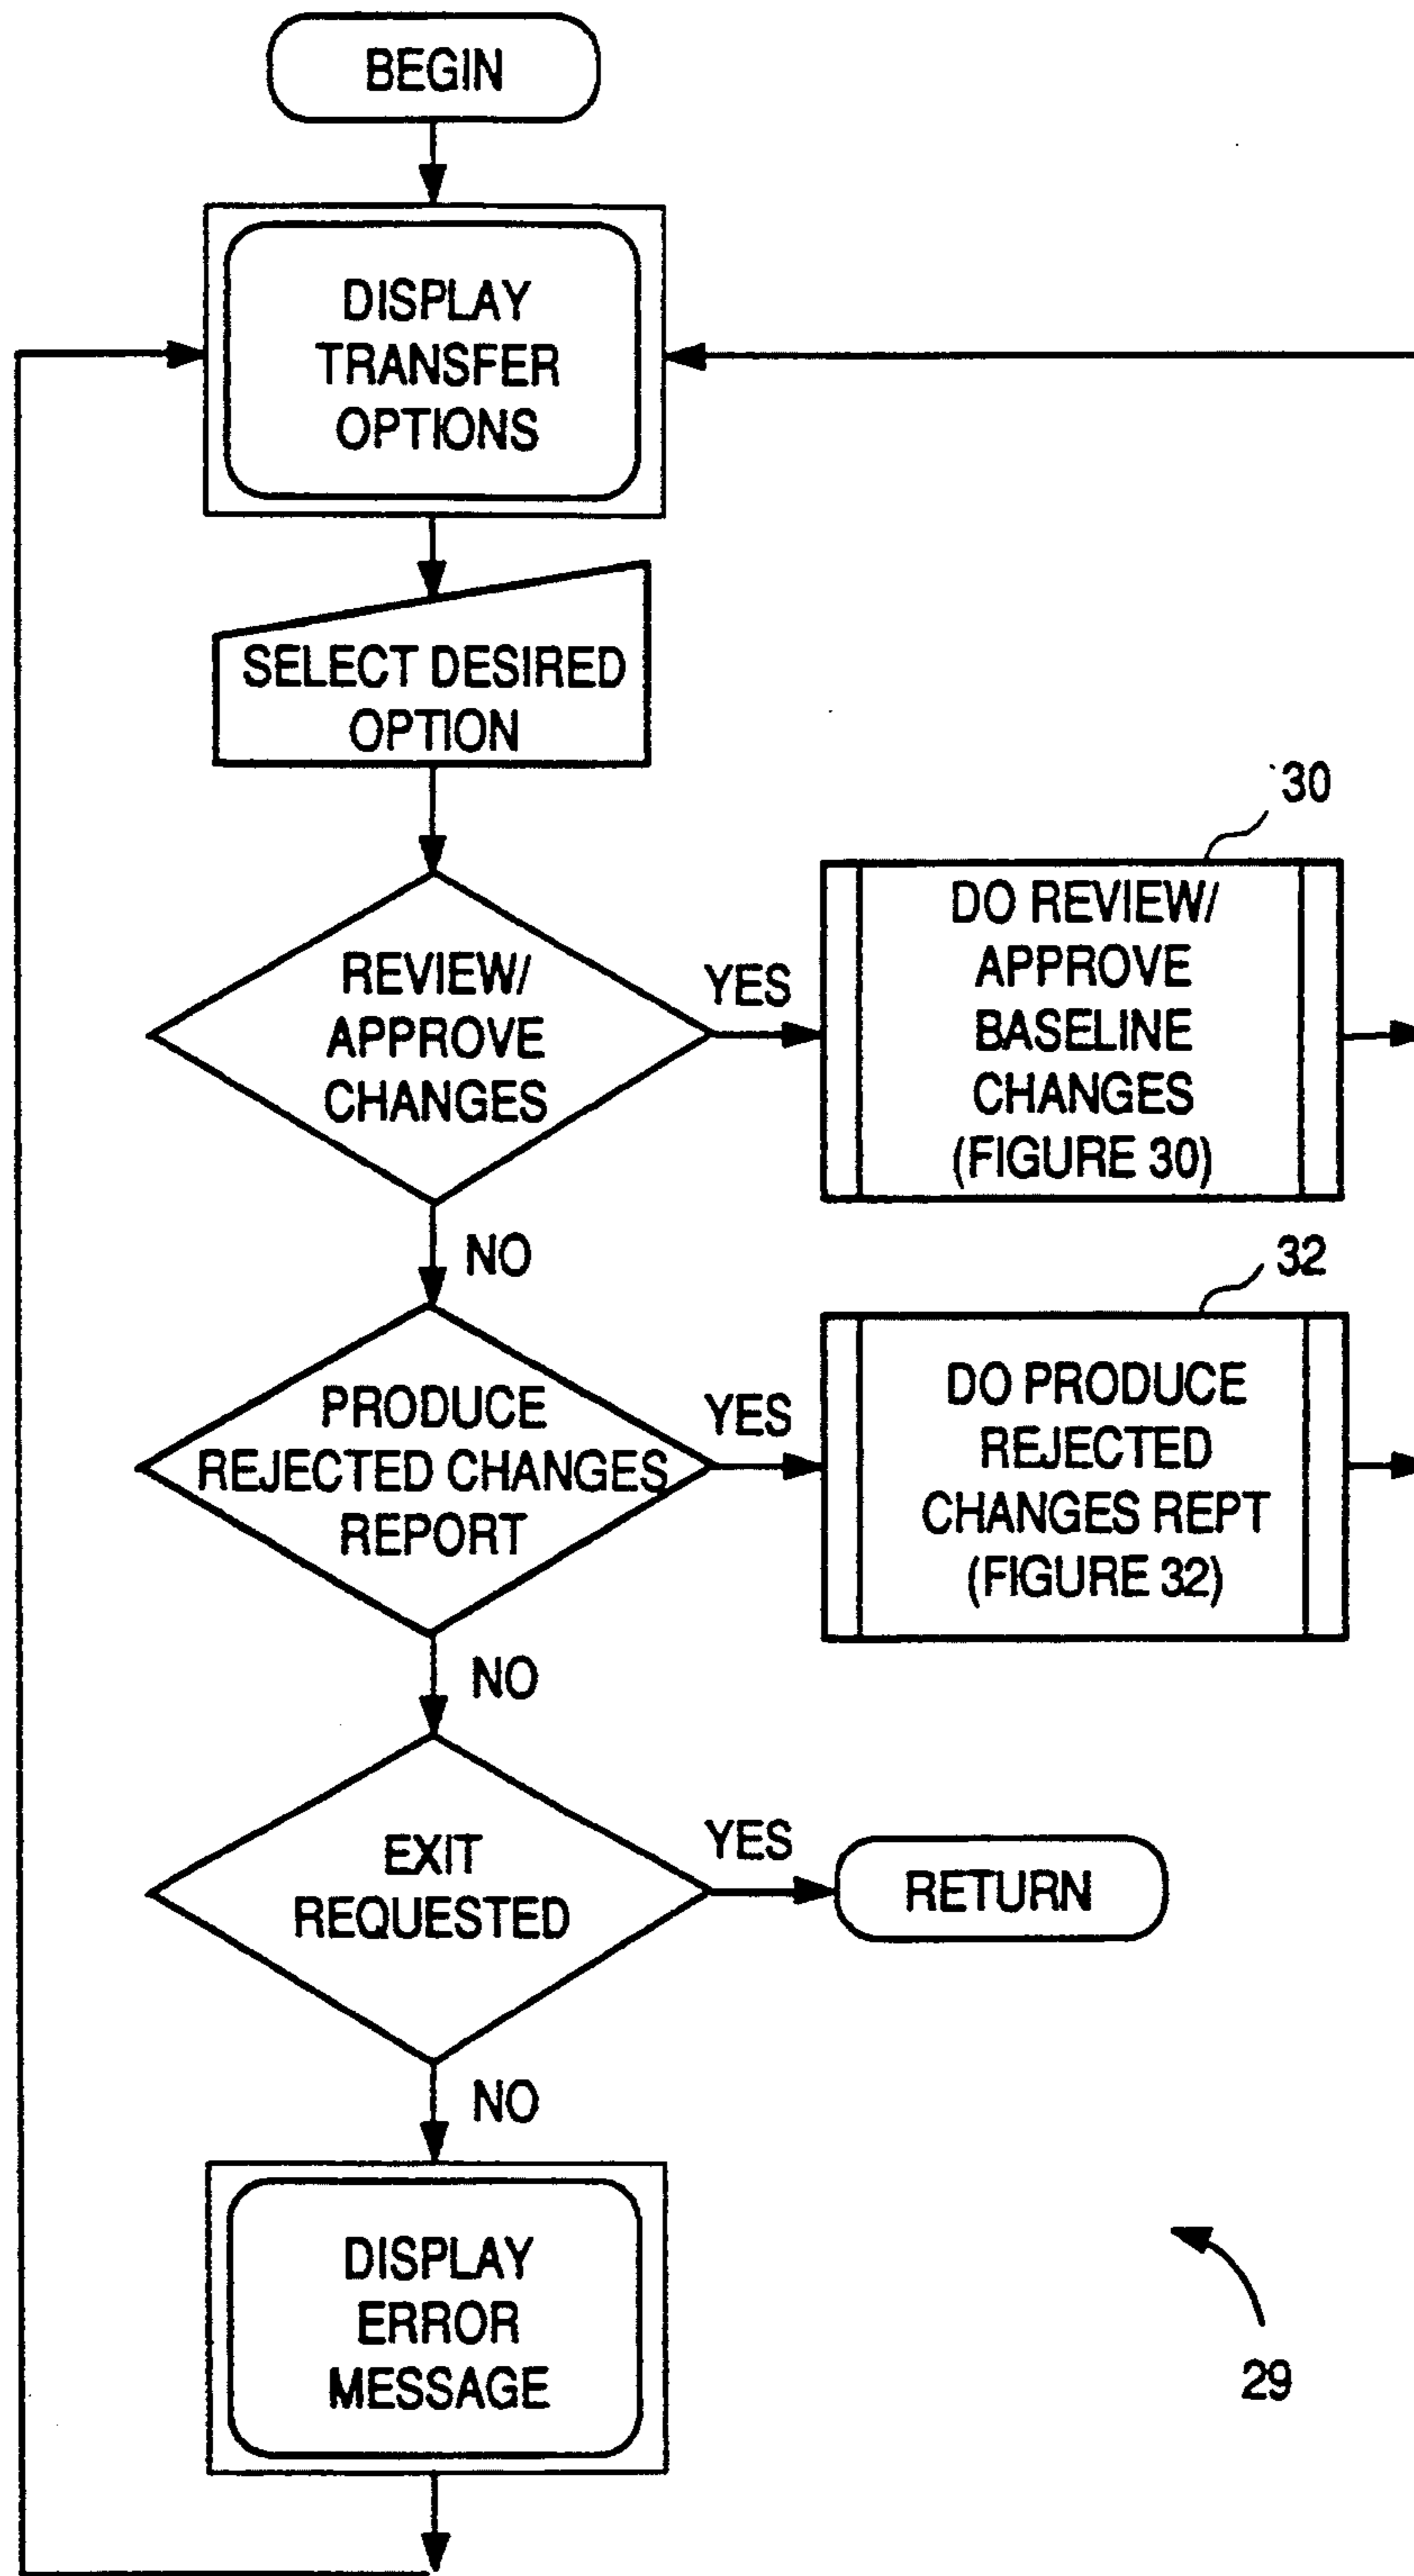 BEGIN
DISPLAY
TRANSFER
OPTIONS
SELECT DESIRED
OPTION
REVIEW/
APPROVE
CHANGES
YES
30
DO REVIEW/
APPROVE
BASELINE
CHANGES
(FIGURE 30)
NO
PRODUCE
REJECTED CHANGES
REPORT
YES
32
DO PRODUCE
REJECTED
CHANGES REPT
(FIGURE 32)
NO
EXIT
REQUESTED
YES
RETURN
NO
DISPLAY
ERROR
MESSAGE
29